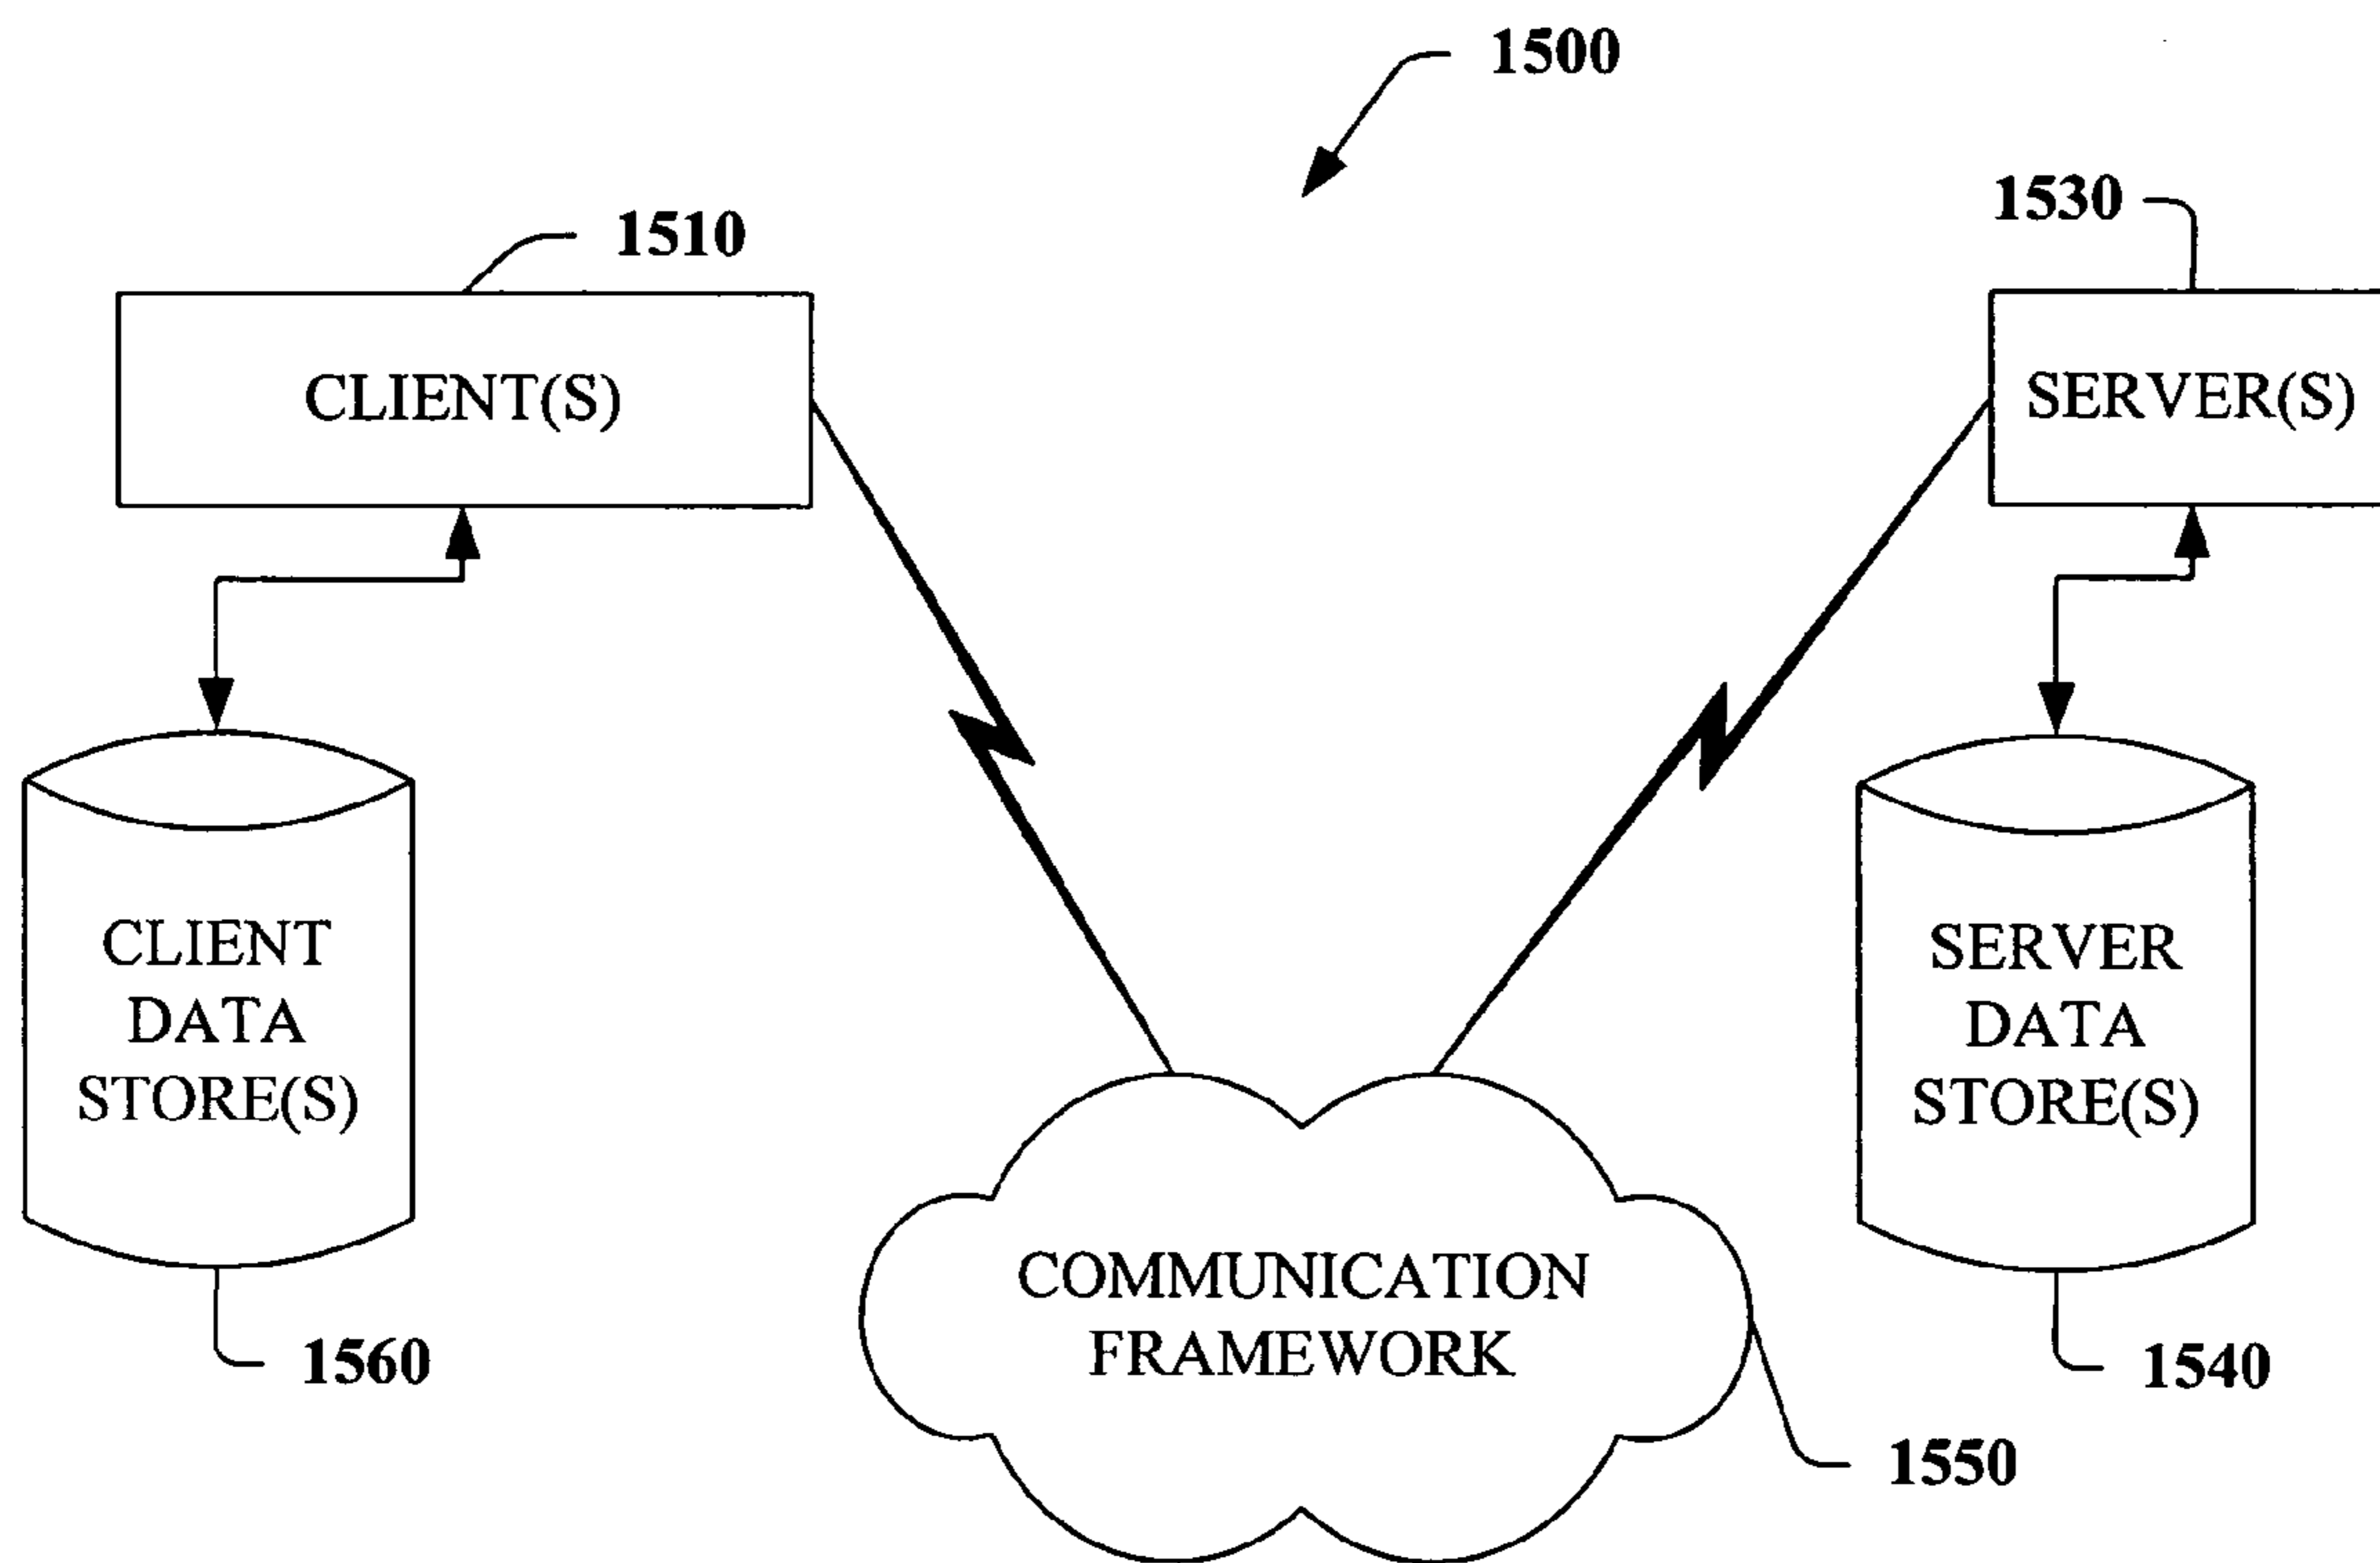 1500
1510
1530
CLIENT(S)
SERVER(S)
CLIENT
DATA
STORE(S)
SERVER
DATA
STORE(S)
COMMUNICATION
FRAMEWORK
1560
1540
1550